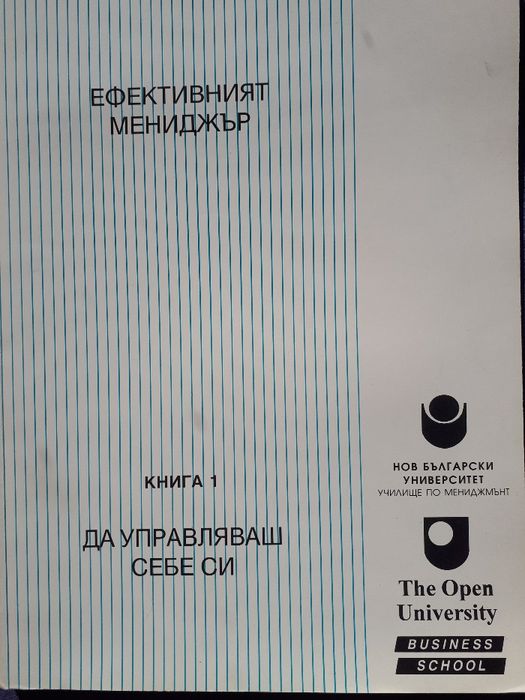 ЕФЕКТИВНИЯТ
МЕНИДЖЪР
КНИГА 1
ДА УПРАВЛЯВАШ
СЕБЕ СИ
НОВ БЪЛГАРСКИ
УНИВЕРСИТЕТ
УЧИЛИЩЕ ПО МЕНИДЖМЪНТ
The Open
University
BUSINESS
SCHOOL